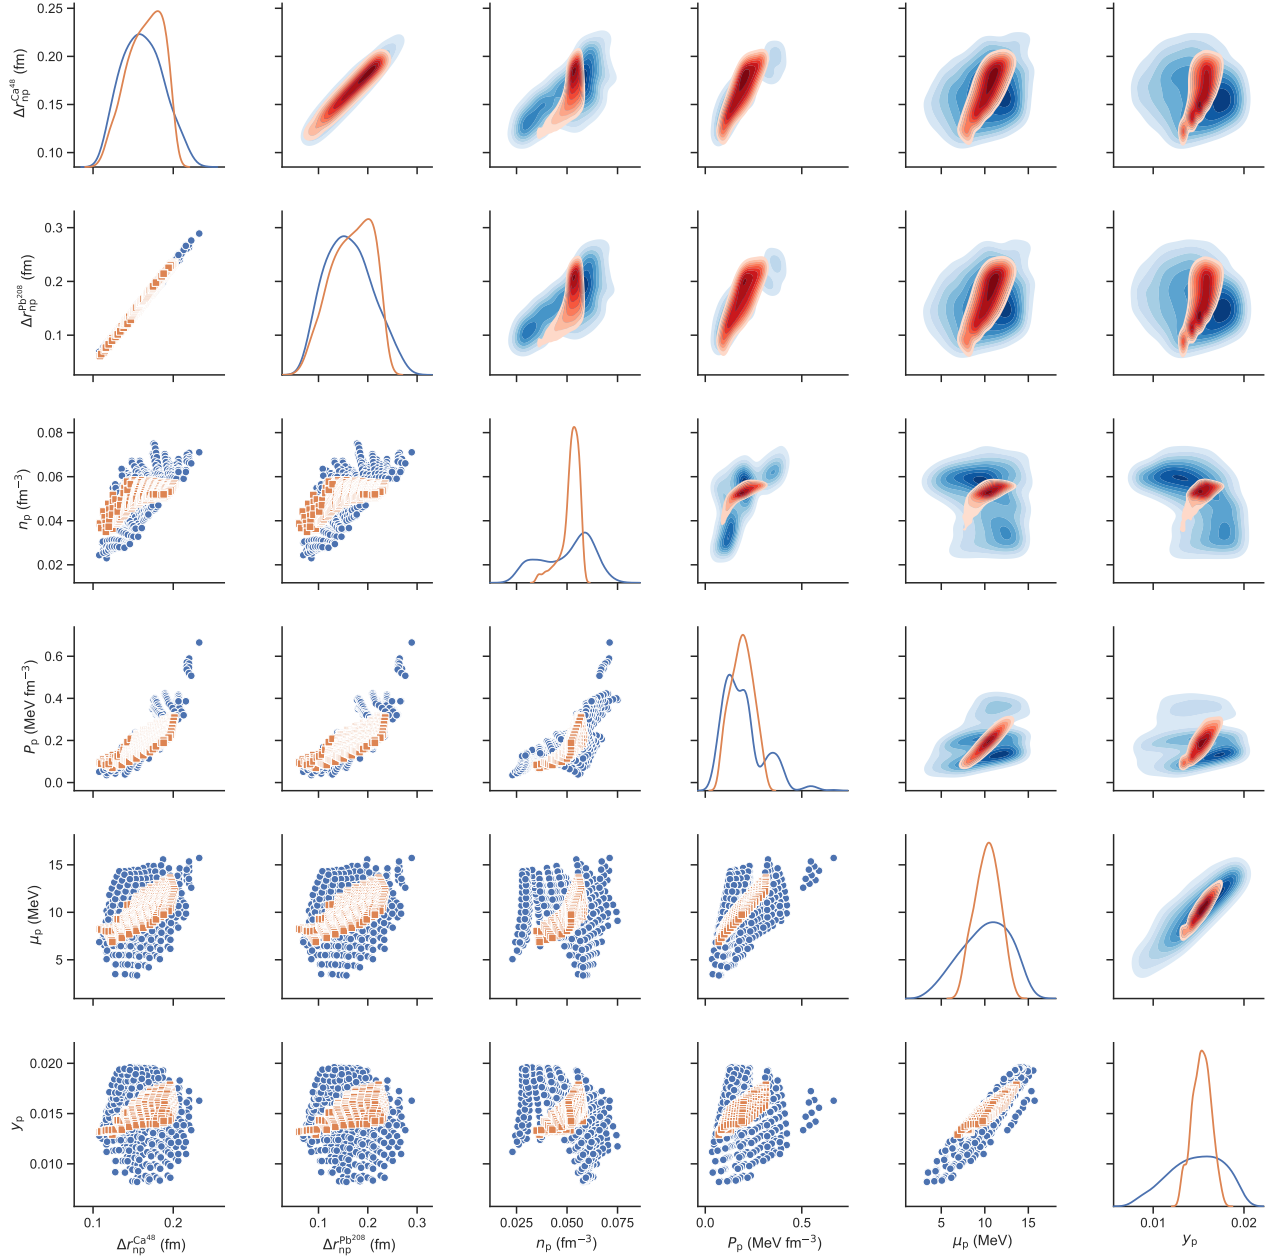 0.25
0.20
0.15
0.10
Δr_np^Ca⁴⁸ (fm)
0.3
0.2
0.1
Δr_np^Pb²⁰⁸ (fm)
0.08
0.06
0.04
0.02
n_p (fm⁻³)
0.6
0.4
0.2
0.0
P_p (MeV fm⁻³)
15
10
5
μ_p (MeV)
0.020
0.015
0.010
y_p
0.1 0.2
0.1 0.2 0.3
0.025 0.050 0.075
0.0 0.5
5 10 15
0.01 0.02
Δr_np^Ca⁴⁸ (fm)
Δr_np^Pb²⁰⁸ (fm)
n_p (fm⁻³)
P_p (MeV fm⁻³)
μ_p (MeV)
y_p